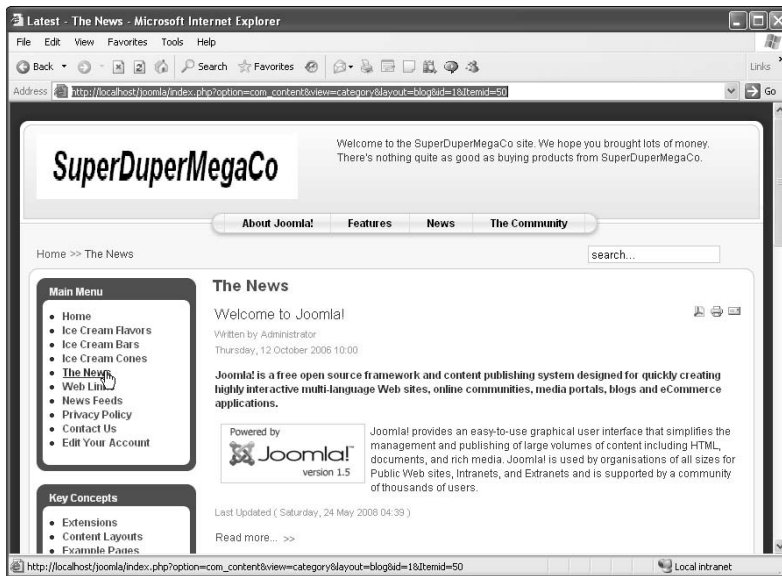 Latest - The News - Microsoft Internet Explorer
File Edit View Favorites Tools Help
Back Search Favorites
Links
Address http://localhost/joomla/index.php?option=com_content&view=category&layout=blog&id=1&Itemid=50 Go
SuperDuperMegaCo
Welcome to the SuperDuperMegaCo site. We hope you brought lots of money.
There's nothing quite as good as buying products from SuperDuperMegaCo.
About Joomla! Features News The Community
Home >> The News
search...
Main Menu
Home
Ice Cream Flavors
Ice Cream Bars
Ice Cream Cones
The News
Web Lin
News Feeds
Privacy Policy
Contact Us
Edit Your Account
Key Concepts
Extensions
Content Layouts
Example Pages
The News
Welcome to Joomla!
Written by Administrator
Thursday, 12 October 2006 10:00
Joomla! is a free open source framework and content publishing system designed for quickly creating
highly interactive multi-language Web sites, online communities, media portals, blogs and eCommerce
applications.
Powered by
Joomla!
version 1.5
Joomla! provides an easy-to-use graphical user interface that simplifies the
management and publishing of large volumes of content including HTML,
documents, and rich media. Joomla! is used by organisations of all sizes for
Public Web sites, Intranets, and Extranets and is supported by a community
of thousands of users.
Last Updated ( Saturday, 24 May 2008 04:39 )
Read more... >>
http://localhost/joomla/index.php?option=com_content&view=category&layout=blog&id=1&Itemid=50
Local intranet